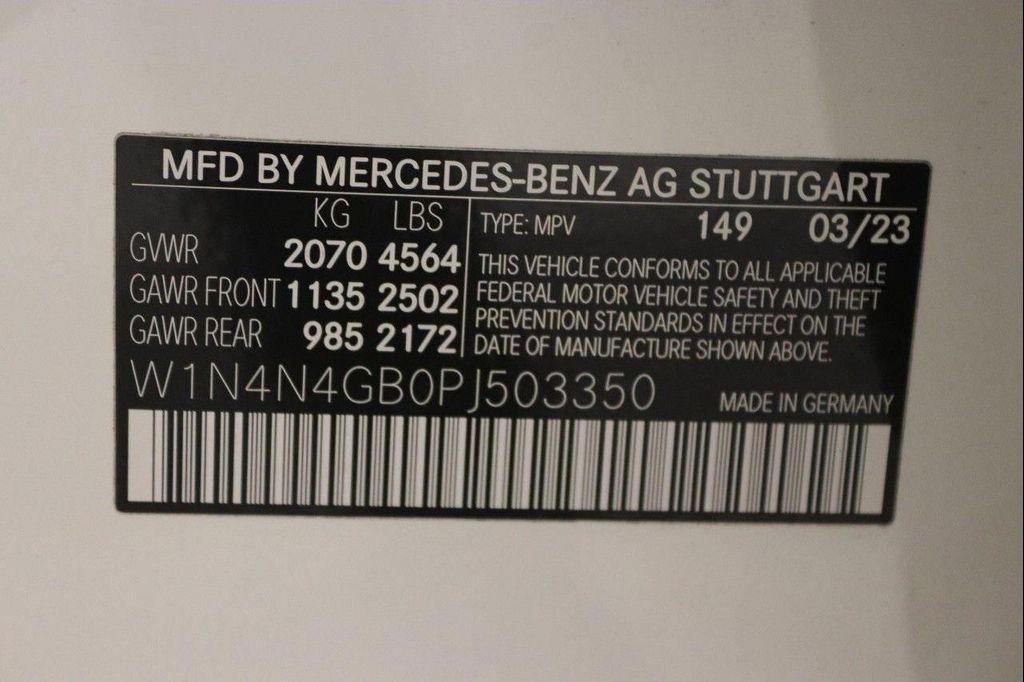 MFD BY MERCEDES-BENZ AG STUTTGART
KG LBS
GVWR 2070 4564
GAWR FRONT 1135 2502
GAWR REAR 985 2172
TYPE: MPV 149 03/23
THIS VEHICLE CONFORMS TO ALL APPLICABLE
FEDERAL MOTOR VEHICLE SAFETY AND THEFT
PREVENTION STANDARDS IN EFFECT ON THE
DATE OF MANUFACTURE SHOWN ABOVE.
W1N4N4GB0PJ503350
MADE IN GERMANY